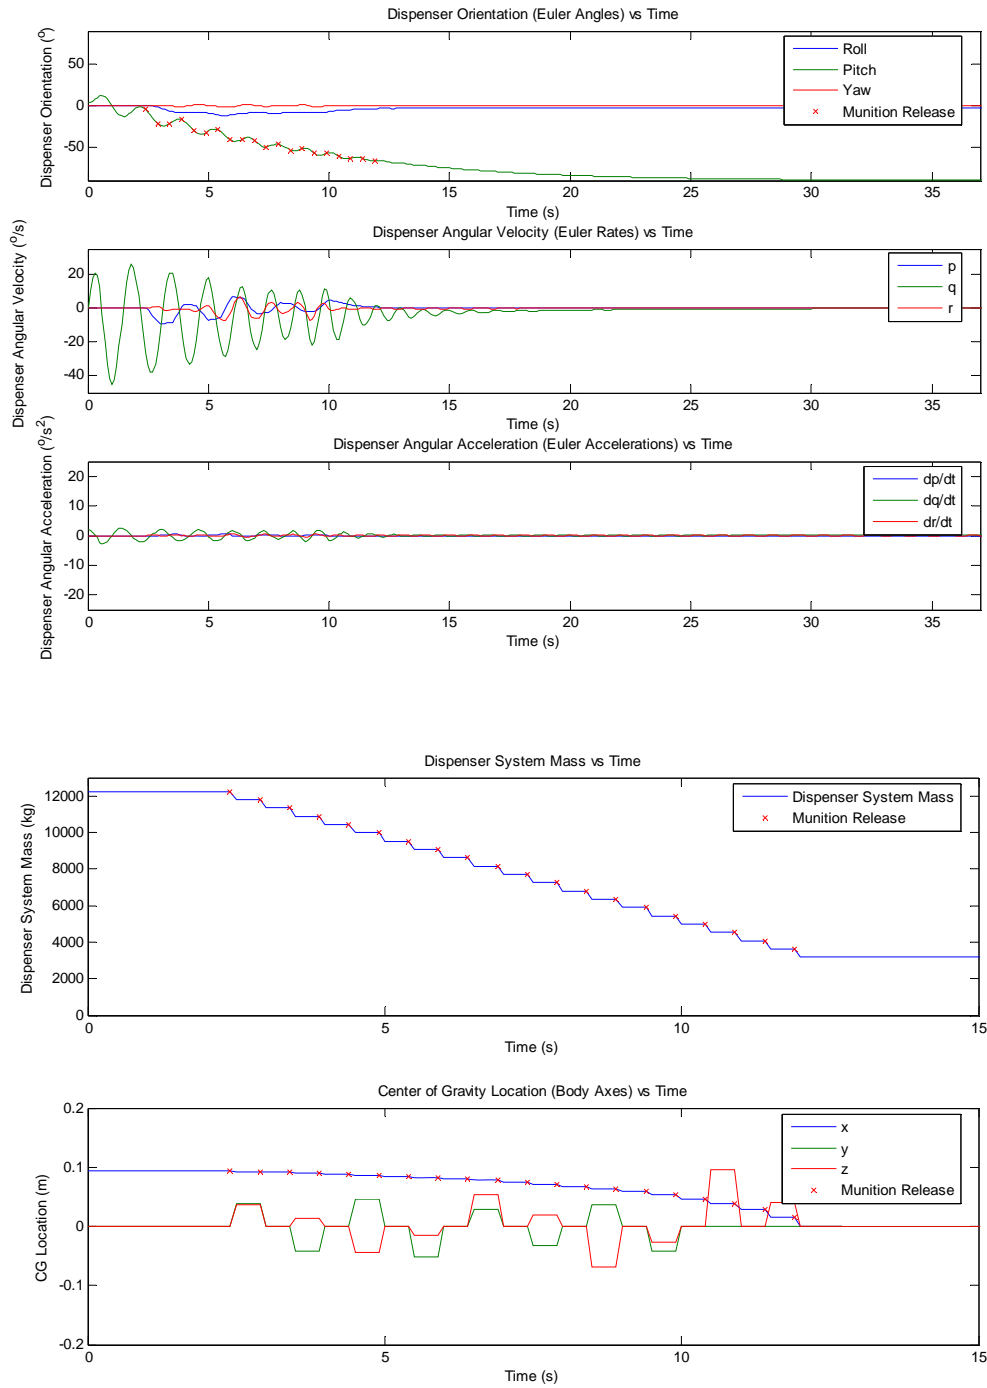 Dispenser Orientation (Euler Angles) vs Time
Dispenser Orientation (º)
50
0
-50
0 5 10 15 20 25 30 35
Time (s)
Roll
Pitch
Yaw
Munition Release
Dispenser Angular Velocity (Euler Rates) vs Time
Dispenser Angular Velocity (º/s)
20
0
-20
-40
0 5 10 15 20 25 30 35
Time (s)
p
q
r
Dispenser Angular Acceleration (Euler Accelerations) vs Time
Dispenser Angular Acceleration (º/s²)
20
10
0
-10
-20
0 5 10 15 20 25 30 35
Time (s)
dp/dt
dq/dt
dr/dt
Dispenser System Mass vs Time
Dispenser System Mass (kg)
12000
10000
8000
6000
4000
2000
0
0 5 10 15
Time (s)
Dispenser System Mass
Munition Release
Center of Gravity Location (Body Axes) vs Time
CG Location (m)
0.2
0.1
0
-0.1
-0.2
0 5 10 15
Time (s)
x
y
z
Munition Release